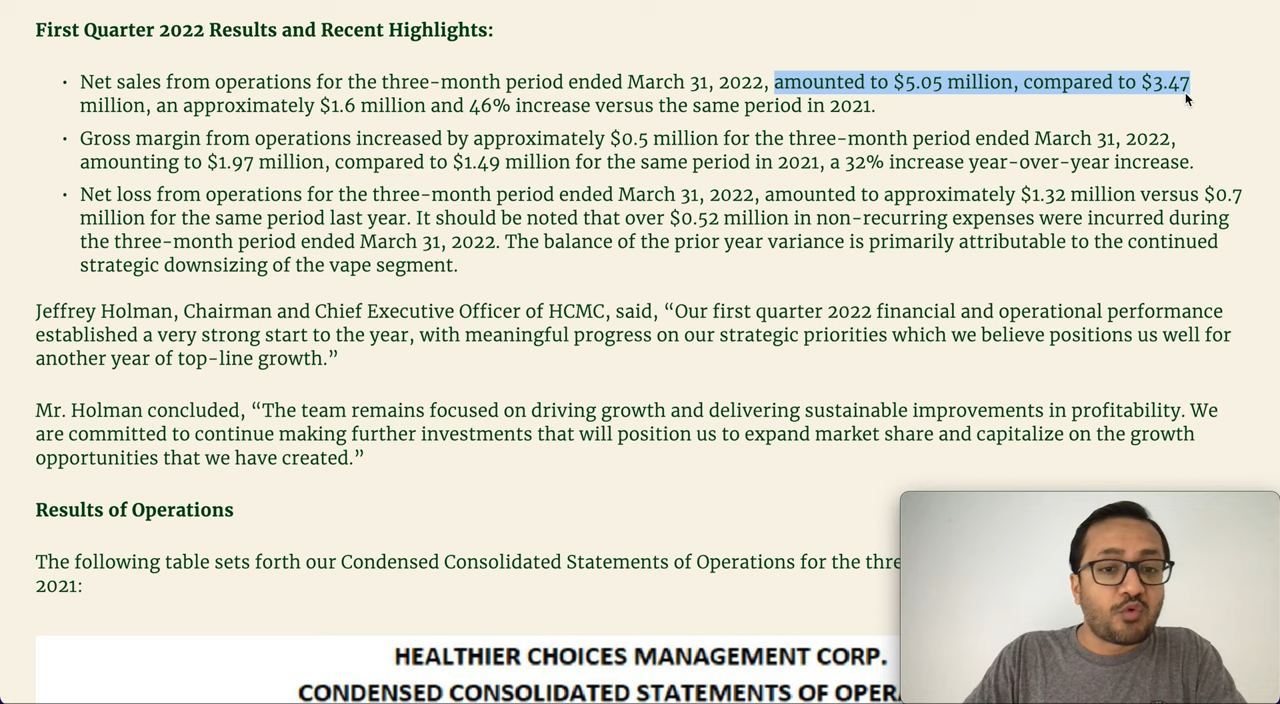 First Quarter 2022 Results and Recent Highlights:
• Net sales from operations for the three-month period ended March 31, 2022, amounted to $5.05 million, compared to $3.47
million, an approximately $1.6 million and 46% increase versus the same period in 2021.
• Gross margin from operations increased by approximately $0.5 million for the three-month period ended March 31, 2022,
amounting to $1.97 million, compared to $1.49 million for the same period in 2021, a 32% increase year-over-year increase.
• Net loss from operations for the three-month period ended March 31, 2022, amounted to approximately $1.32 million versus $0.7
million for the same period last year. It should be noted that over $0.52 million in non-recurring expenses were incurred during
the three-month period ended March 31, 2022. The balance of the prior year variance is primarily attributable to the continued
strategic downsizing of the vape segment.
Jeffrey Holman, Chairman and Chief Executive Officer of HCMC, said, “Our first quarter 2022 financial and operational performance
established a very strong start to the year, with meaningful progress on our strategic priorities which we believe positions us well for
another year of top-line growth.”
Mr. Holman concluded, “The team remains focused on driving growth and delivering sustainable improvements in profitability. We
are committed to continue making further investments that will position us to expand market share and capitalize on the growth
opportunities that we have created.”
Results of Operations
The following table sets forth our Condensed Consolidated Statements of Operations for the thre
2021:
HEALTHIER CHOICES MANAGEMENT CORP.
CONDENSED CONSOLIDATED STATEMENTS OF OPERA